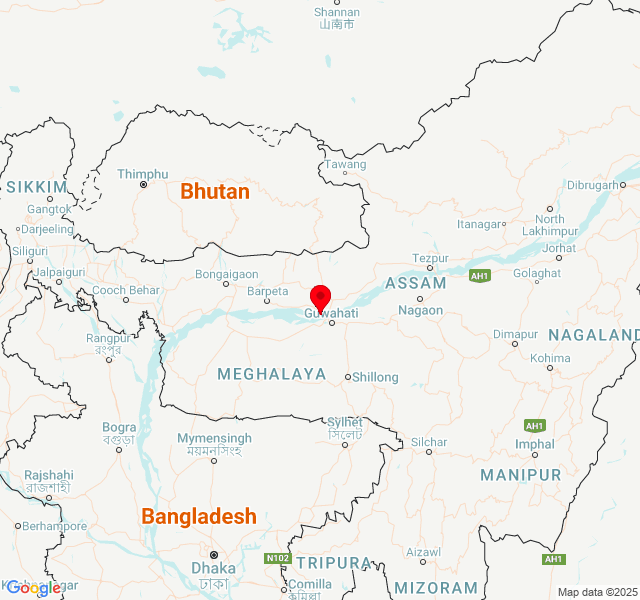 Shannan
山南市
Tawang
Thimphu
Bhutan
SIKKIM
Gangtok
Darjeeling
Siliguri
Jalpaiguri
Cooch Behar
Bongaigaon
Barpeta
Dibrugarh
North
Lakhimpur
Itanagar
Jorhat
Tezpur
AH1
Golaghat
ASSAM
Nagaon
Guwahati
Rangpur
রংপুর
Dimapur
NAGALAND
Kohima
MEGHALAYA
Shillong
Bogra
বগুড়া
Mymensingh
ময়মনসিংহ
Sylhet
সিলেট
Silchar
AH1
Imphal
MANIPUR
Rajshahi
রাজশাহী
Berhampore
Bangladesh
Dhaka
ঢাকা
N102
TRIPURA
Comilla
কুমিল্লা
Aizawl
MIZORAM
AH1
Krishnanagar
Google
Map data ©2025